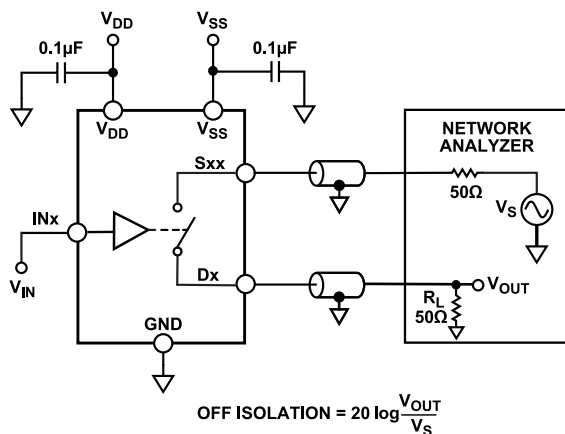 VDD
VSS
0.1µF
0.1µF
VDD
VSS
NETWORK
ANALYZER
Sxx
50Ω
VS
INx
Dx
VOUT
RL
50Ω
VIN
GND
OFF ISOLATION = 20 log VOUT
VS